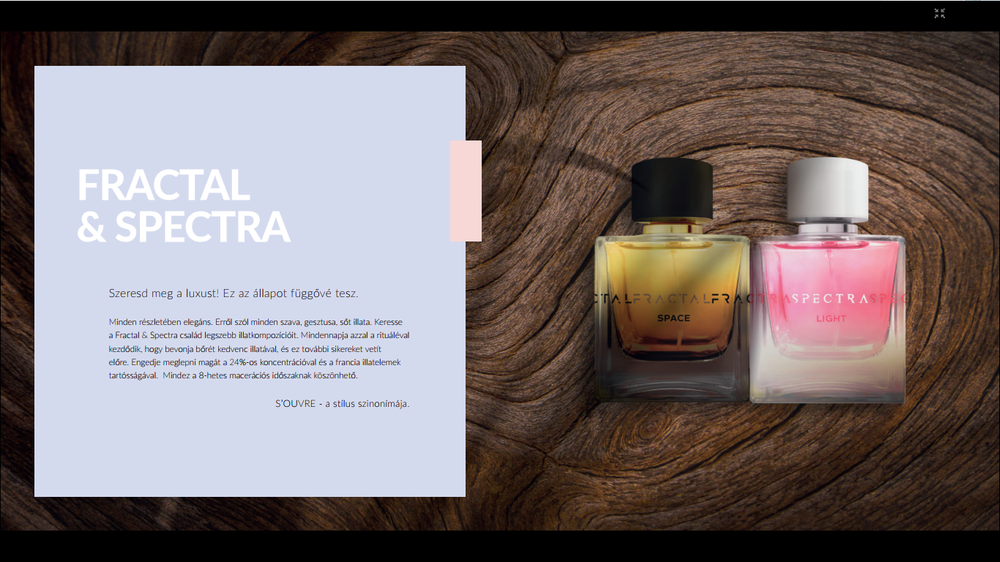 FRACTAL
& SPECTRA
Szeresd meg a luxust! Ez az állapot függővé tesz.
Minden részletében elegáns. Erről szól minden szava, gesztusa, sőt illata. Keresse
a Fractal & Spectra család legszebb illatkompozícióit. Mindennapja azzal a rituáléval
kezdődik, hogy bevonja bőrét kedvenc illatával, és ez további sikereket vetít
előre. Engedje meglepni magát a 24%-os koncentrációval és a francia illatelemek
tartósságával.  Mindez a 8-hetes macerációs időszaknak köszönhető.
S'OUVRE - a stílus szinonímája.
CTALFRACTALFRAC
SPACE
TRASPECTRASPEC
LIGHT